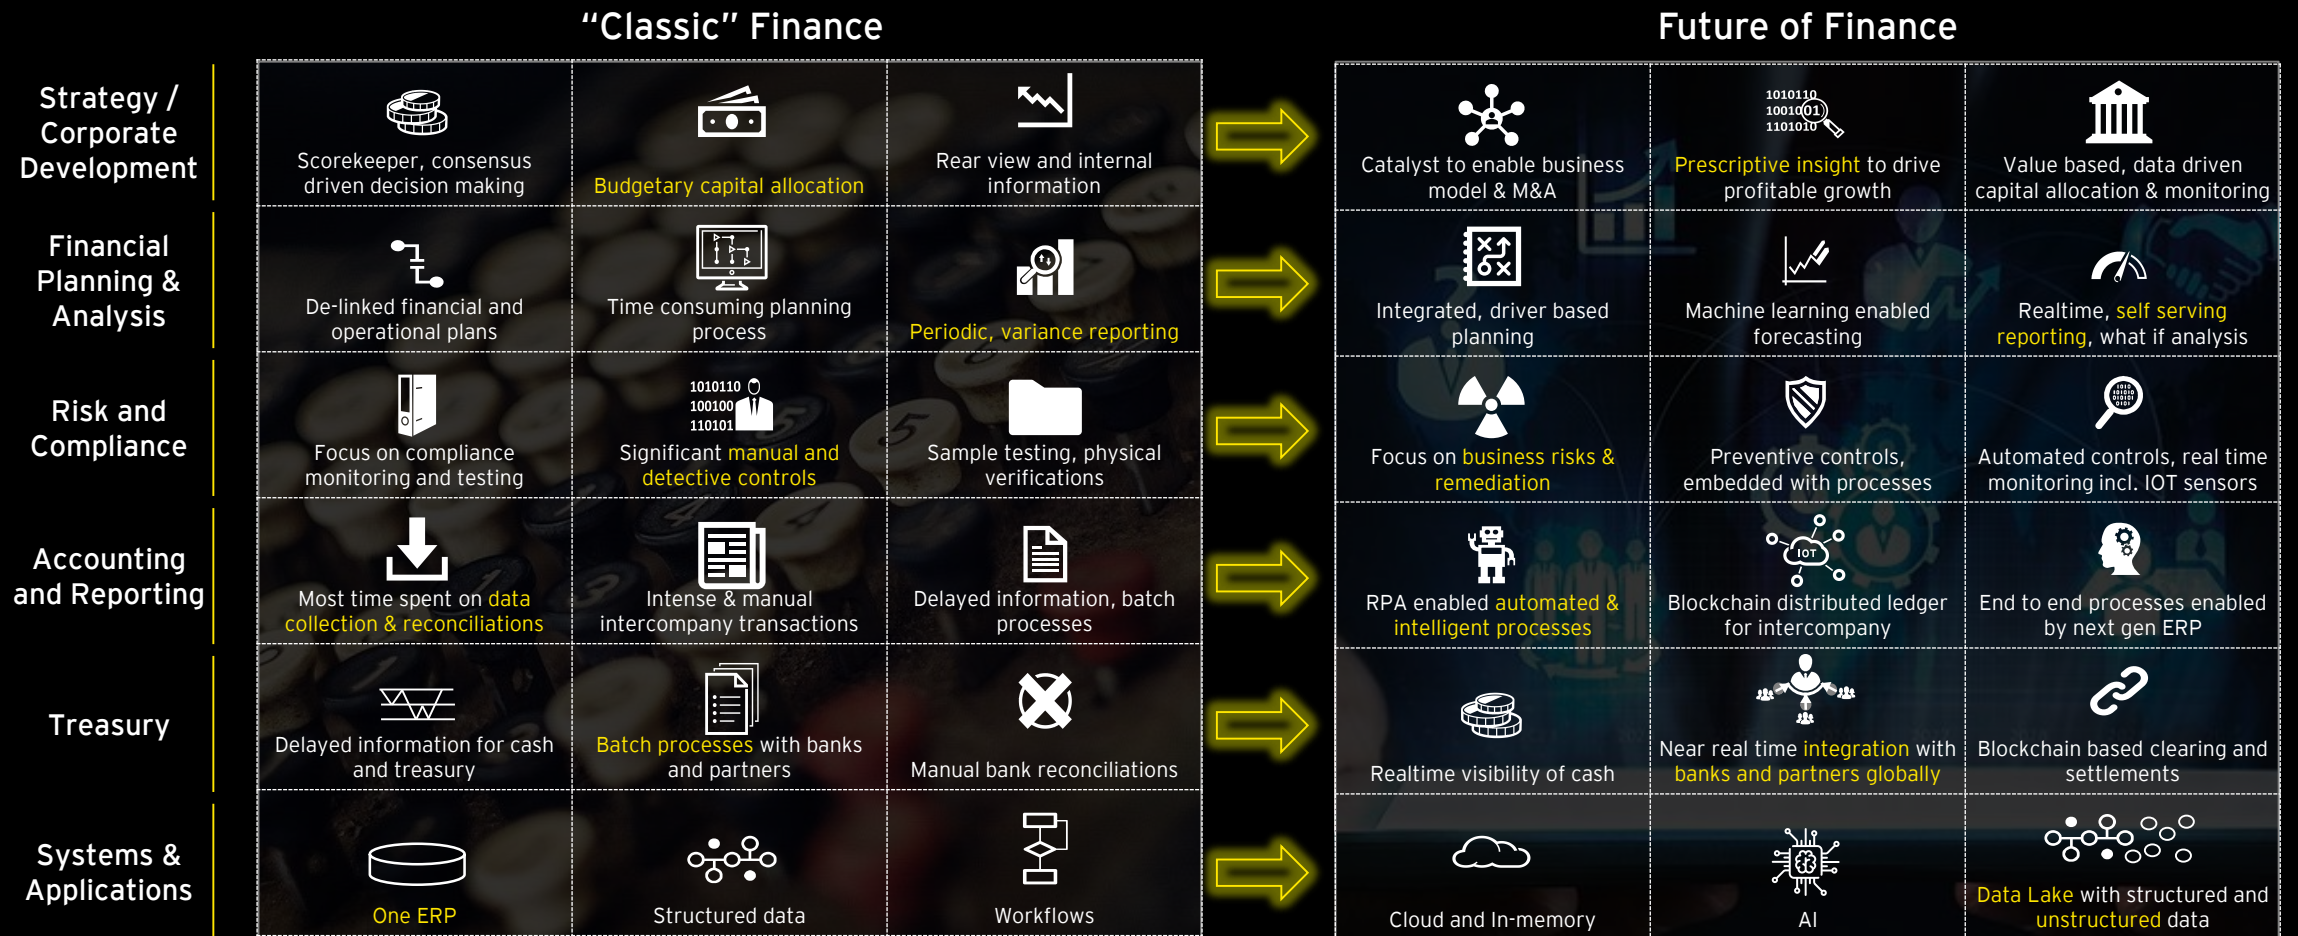 “Classic” Finance
Future of Finance
Strategy /
Corporate
Development
Scorekeeper, consensus
driven decision making
Budgetary capital allocation
Rear view and internal
information
Catalyst to enable business
model & M&A
1010110
1001001
1101010
Prescriptive insight to drive
profitable growth
Value based, data driven
capital allocation & monitoring
Financial
Planning &
Analysis
De-linked financial and
operational plans
Time consuming planning
process
Periodic, variance reporting
Integrated, driver based
planning
Machine learning enabled
forecasting
Realtime, self serving
reporting, what if analysis
Risk and
Compliance
Focus on compliance
monitoring and testing
1010110
100100
110101
Significant manual and
detective controls
Sample testing, physical
verifications
Focus on business risks &
remediation
Preventive controls,
embedded with processes
1010
101010
010101
0101
Automated controls, real time
monitoring incl. IOT sensors
Accounting
and Reporting
Most time spent on data
collection & reconciliations
Intense & manual
intercompany transactions
Delayed information, batch
processes
RPA enabled automated &
intelligent processes
IOT
Blockchain distributed ledger
for intercompany
End to end processes enabled
by next gen ERP
Treasury
Delayed information for cash
and treasury
Batch processes with banks
and partners
Manual bank reconciliations
Realtime visibility of cash
Near real time integration with
banks and partners globally
Blockchain based clearing and
settlements
Systems &
Applications
One ERP
Structured data
Workflows
Cloud and In-memory
AI
Data Lake with structured and
unstructured data